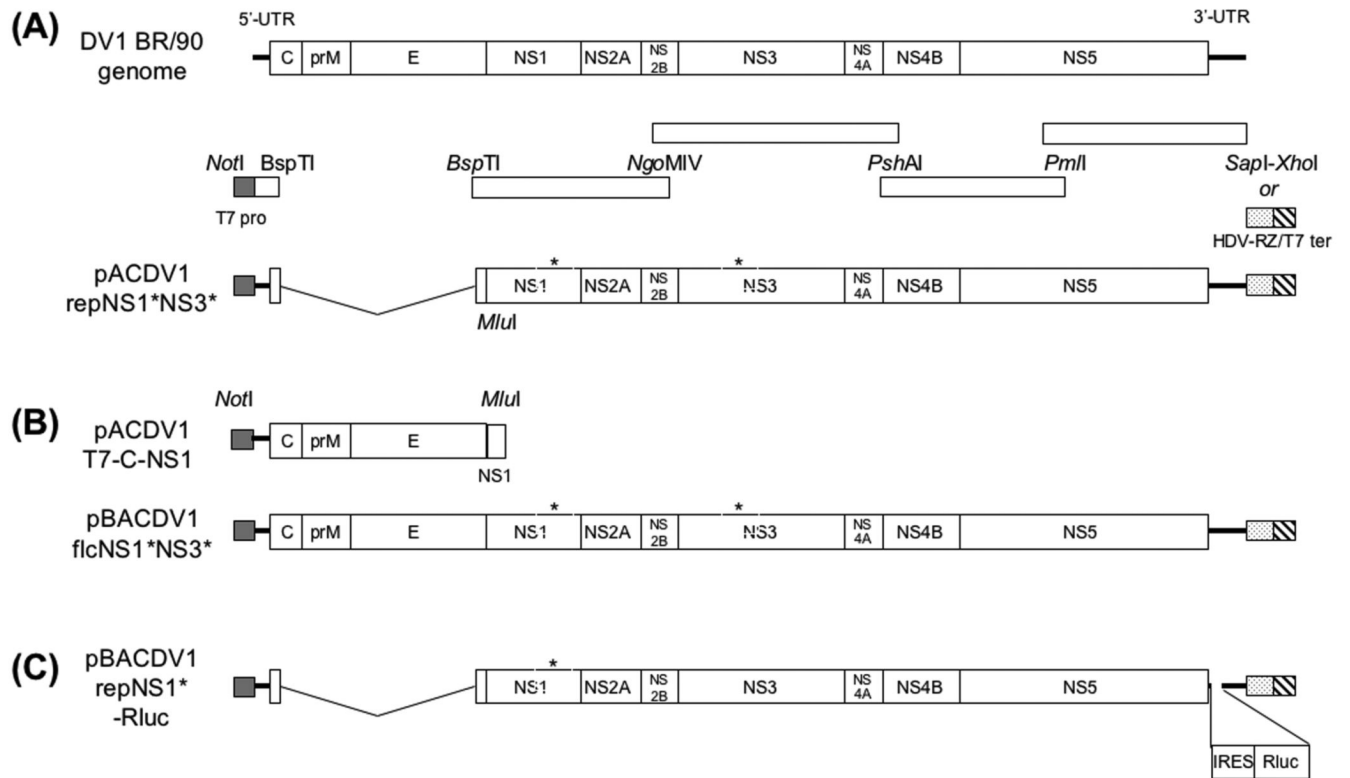 (A)
5'-UTR
3'-UTR
DV1 BR/90
genome
C prM E NS1 NS2A NS 2B NS3 NS 4A NS4B NS5
NotI BspTI BspTI NgoMIV PshAI PmlI SapI-XhoI
or
T7 pro
HDV-RZ/T7 ter
pACDV1
repNS1*NS3*
* *
NS1 NS2A NS 2B NS3 NS 4A NS4B NS5
MluI
(B)
NotI MluI
pACDV1
T7-C-NS1
C prM E
NS1
pBACDV1
flcNS1*NS3*
* *
C prM E NS1 NS2A NS 2B NS3 NS 4A NS4B NS5
(C)
pBACDV1
repNS1*
-Rluc
*
NS1 NS2A NS 2B NS3 NS 4A NS4B NS5
IRES Rluc